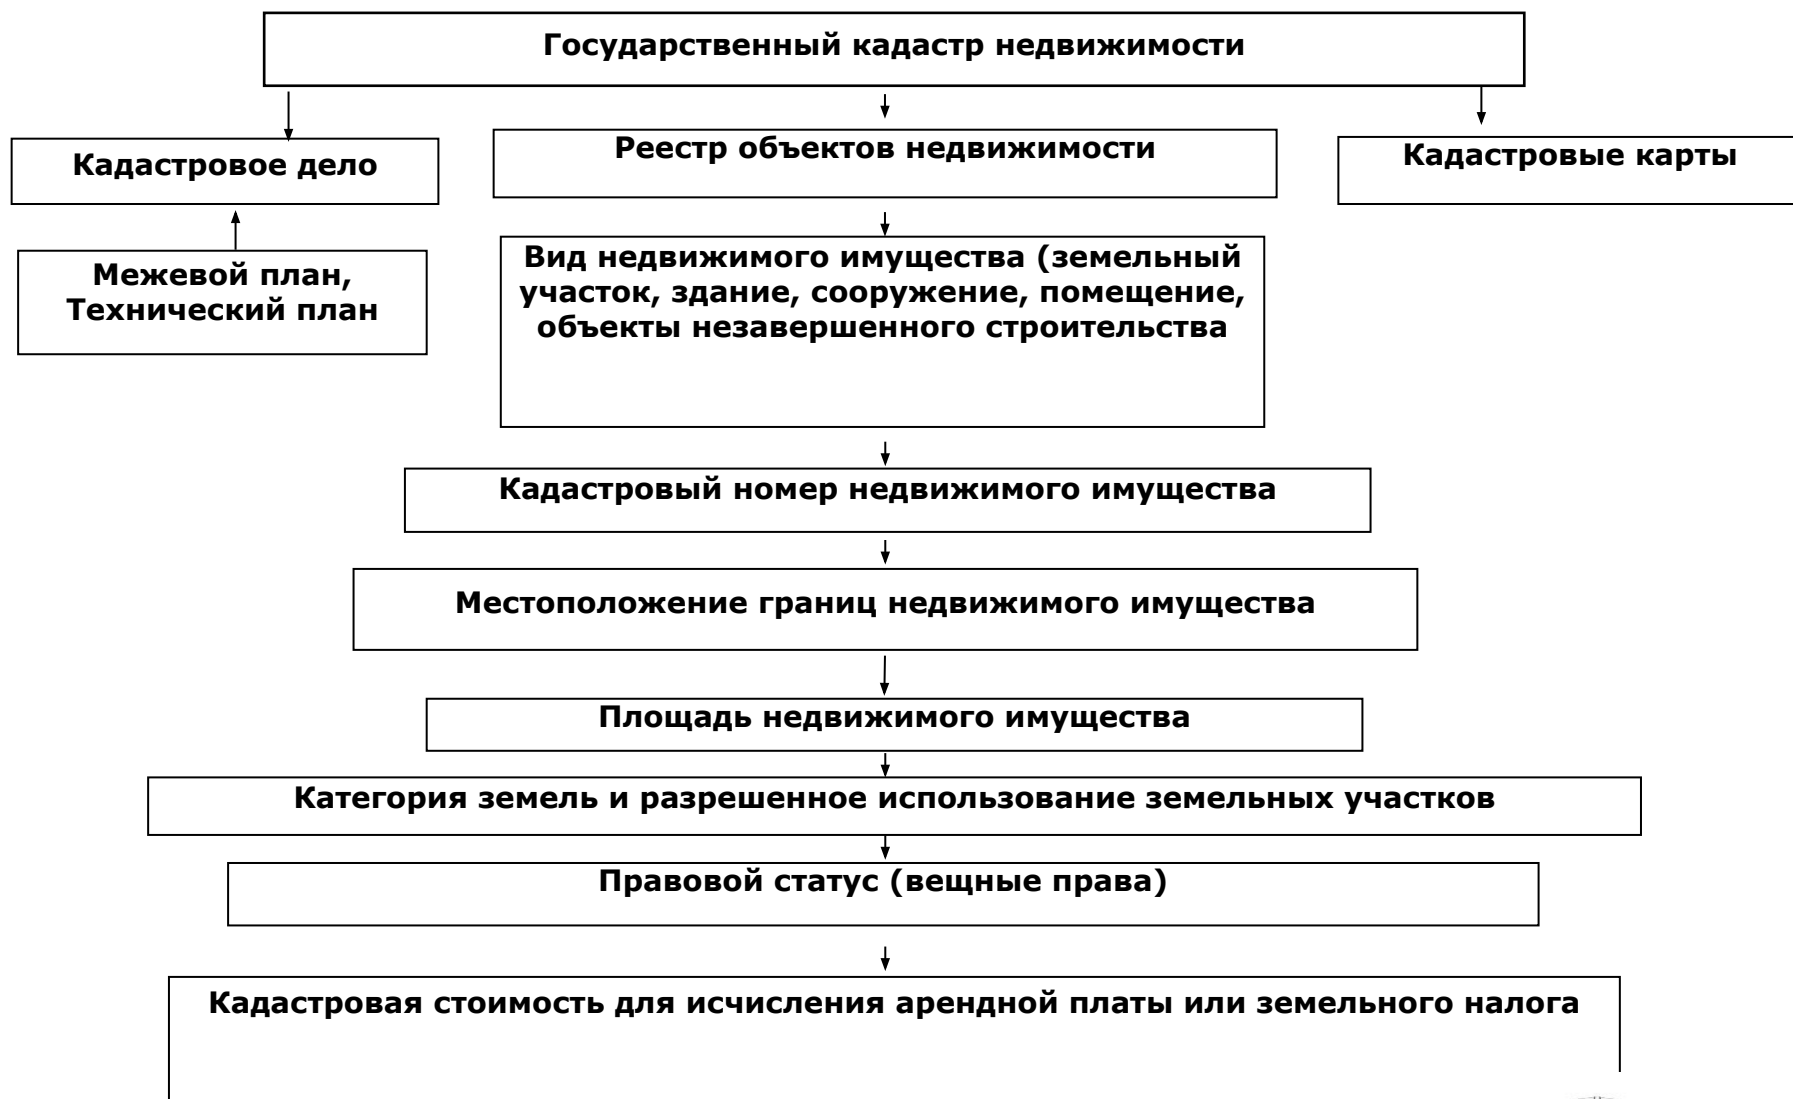 Государственный кадастр недвижимости
Кадастровое дело
Реестр объектов недвижимости
Кадастровые карты
Межевой план,
Технический план
Вид недвижимого имущества (земельный
участок, здание, сооружение, помещение,
объекты незавершенного строительства
Кадастровый номер недвижимого имущества
Местоположение границ недвижимого имущества
Площадь недвижимого имущества
Категория земель и разрешенное использование земельных участков
Правовой статус (вещные права)
Кадастровая стоимость для исчисления арендной платы или земельного налога